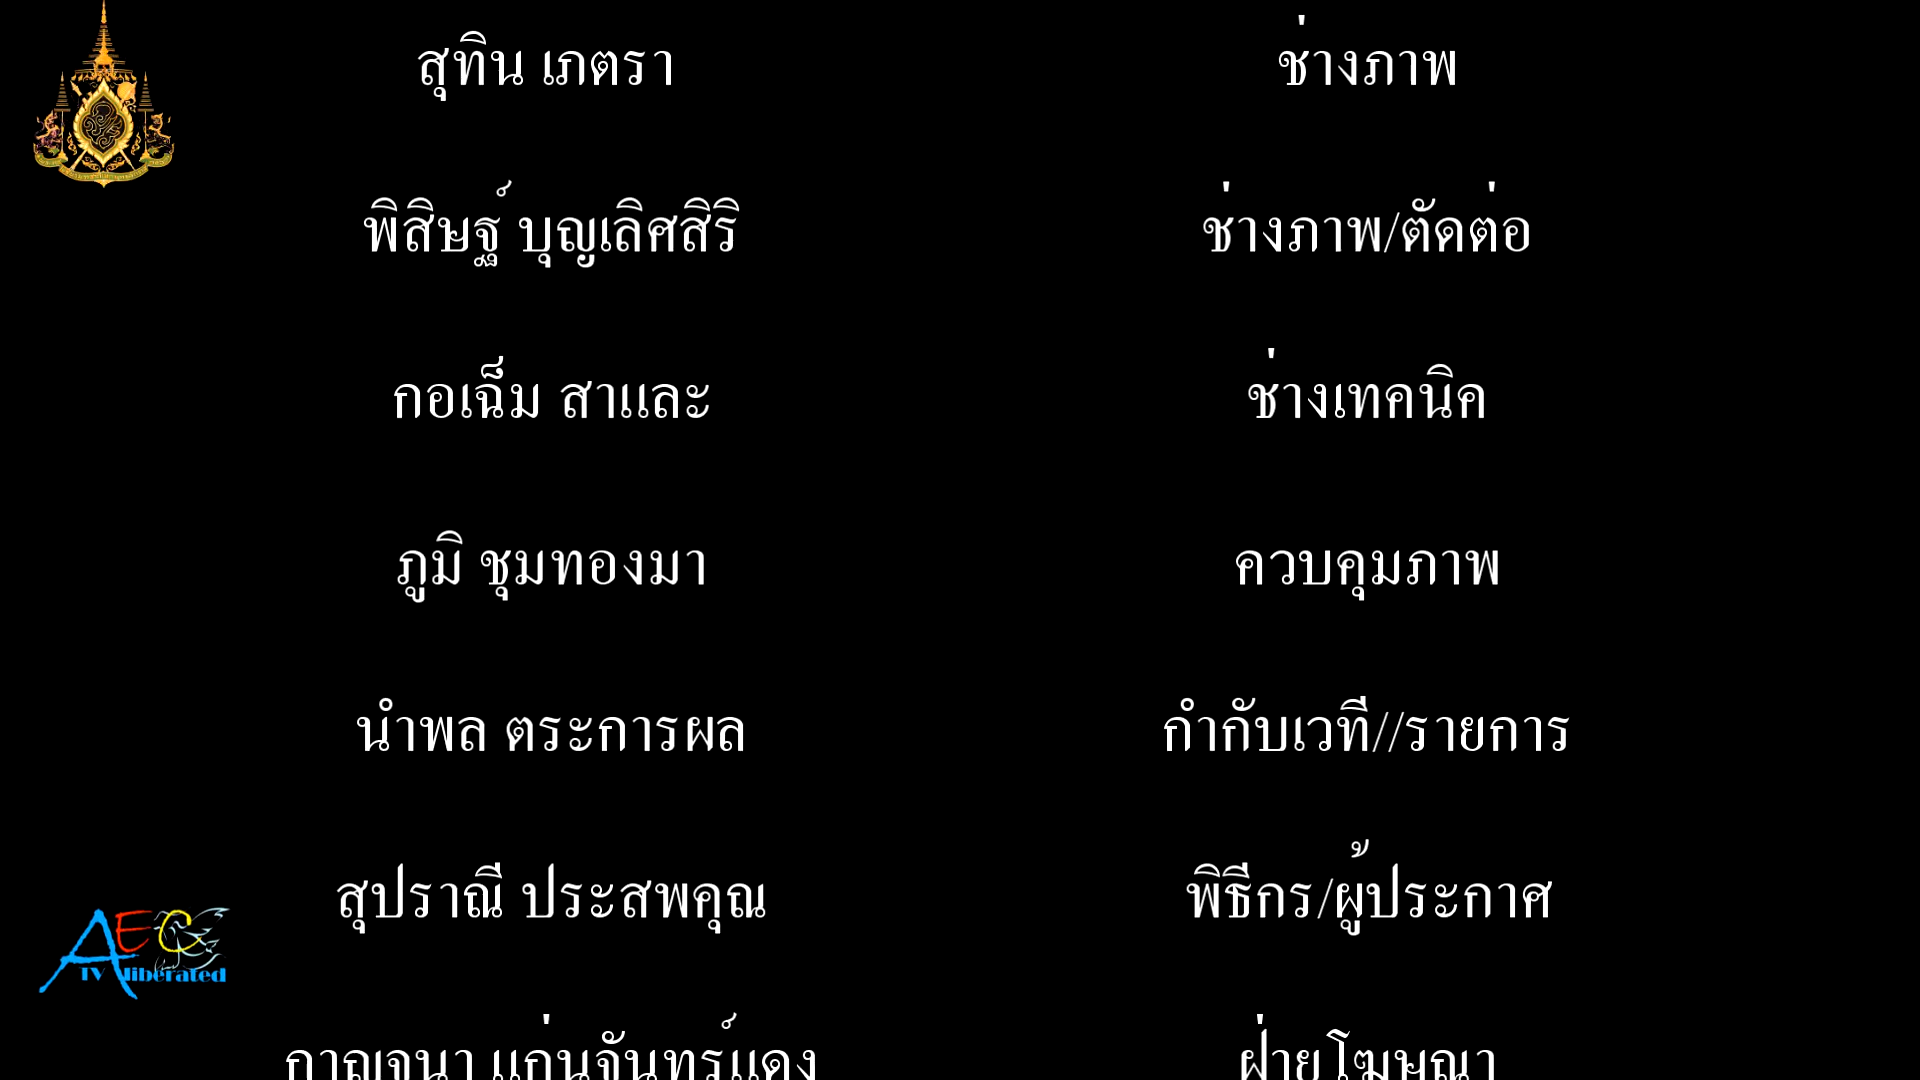 สุทิน เภตรา ช่างภาพ
พิสิษฐ์ บุญเลิศสิริ ช่างภาพ/ตัดต่อ
กอเฉ็ม สาและ ช่างเทคนิค
ภูมิ ชุมทองมา ควบคุมภาพ
นำพล ตระการผล กำกับเวที//รายการ
สุปราณี ประสพคุณ พิธีกร/ผู้ประกาศ
AEC
TV liberated
กาญจนา แก่นจันทร์แดง ฝ่ายโฆษณา